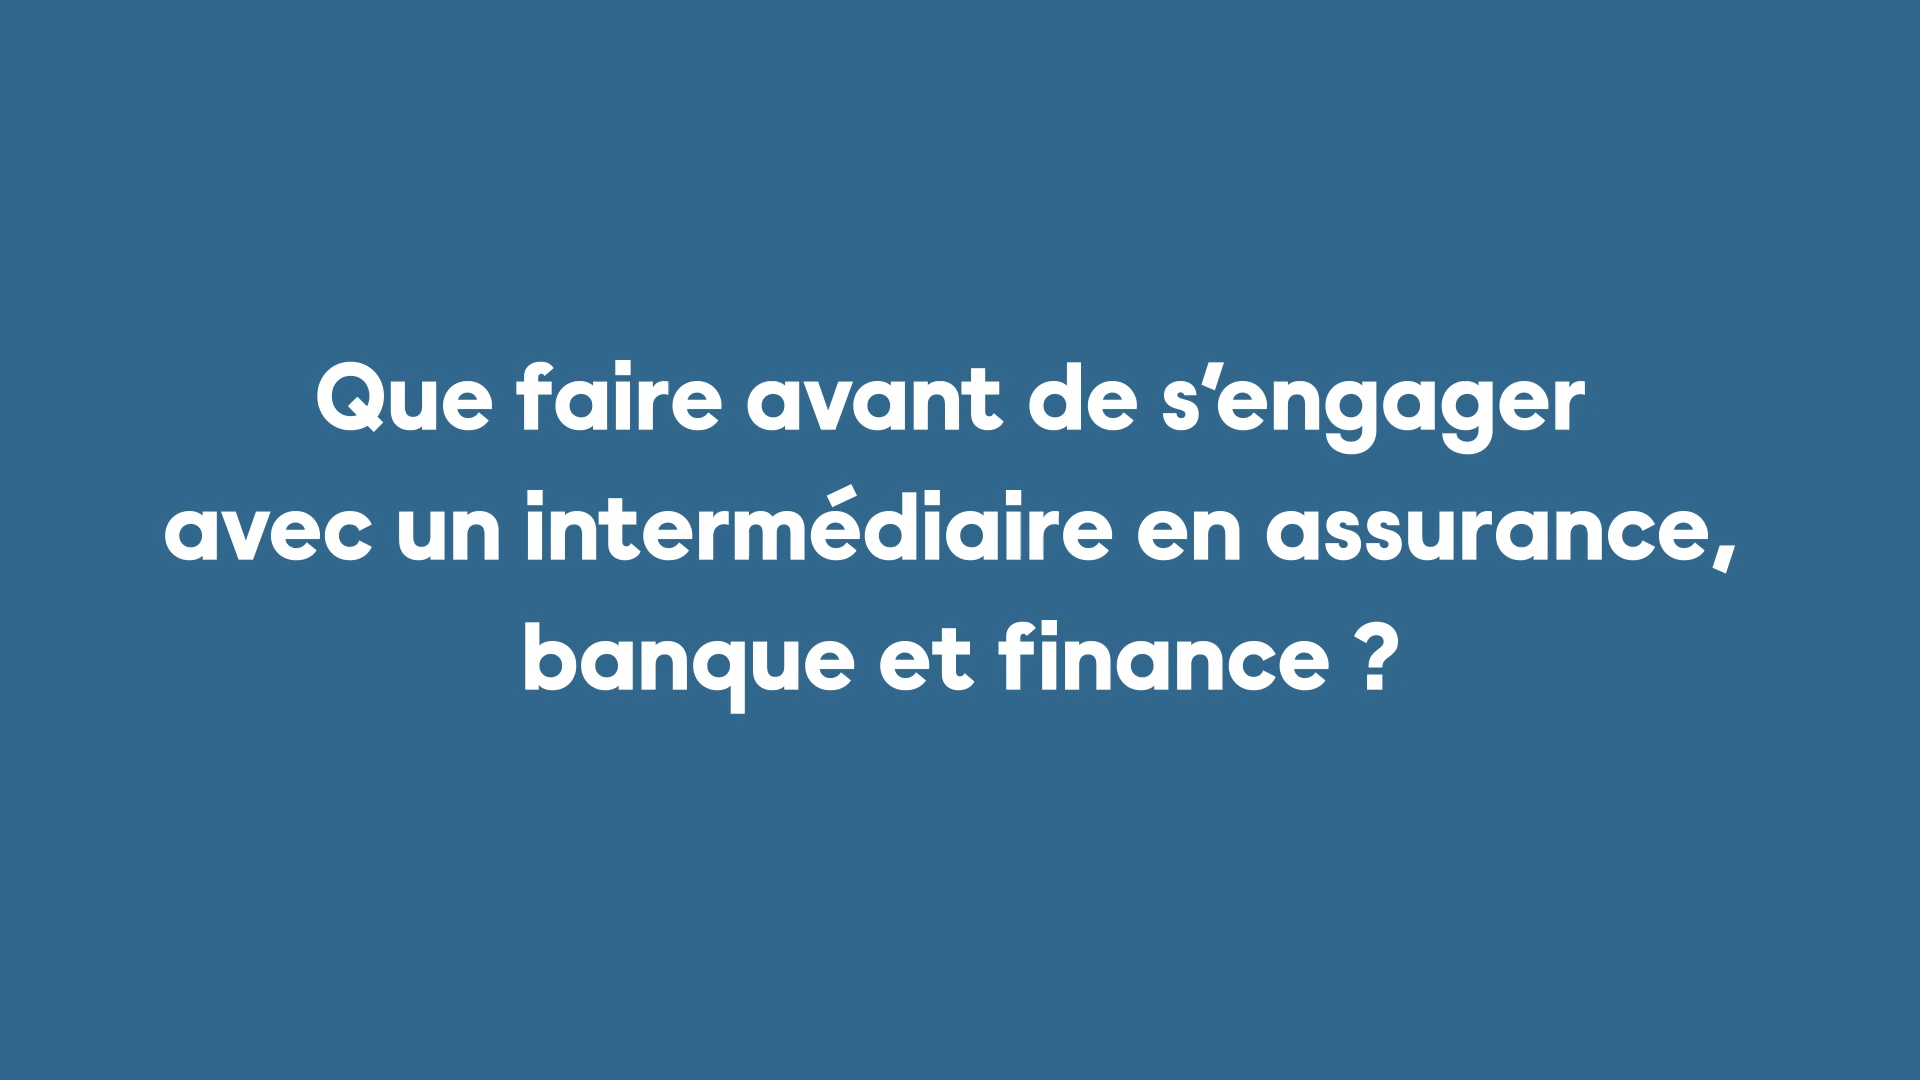 Que faire avant de s’engager
avec un intermédiaire en assurance,
banque et finance ?